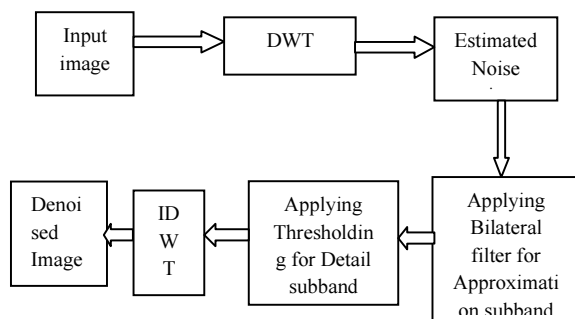 Input
image
DWT
Estimated
Noise
Applying
Bilateral
filter for
Approximati
on subband
Applying
Thresholdin
g for Detail
subband
ID
W
T
Denoi
sed
Image